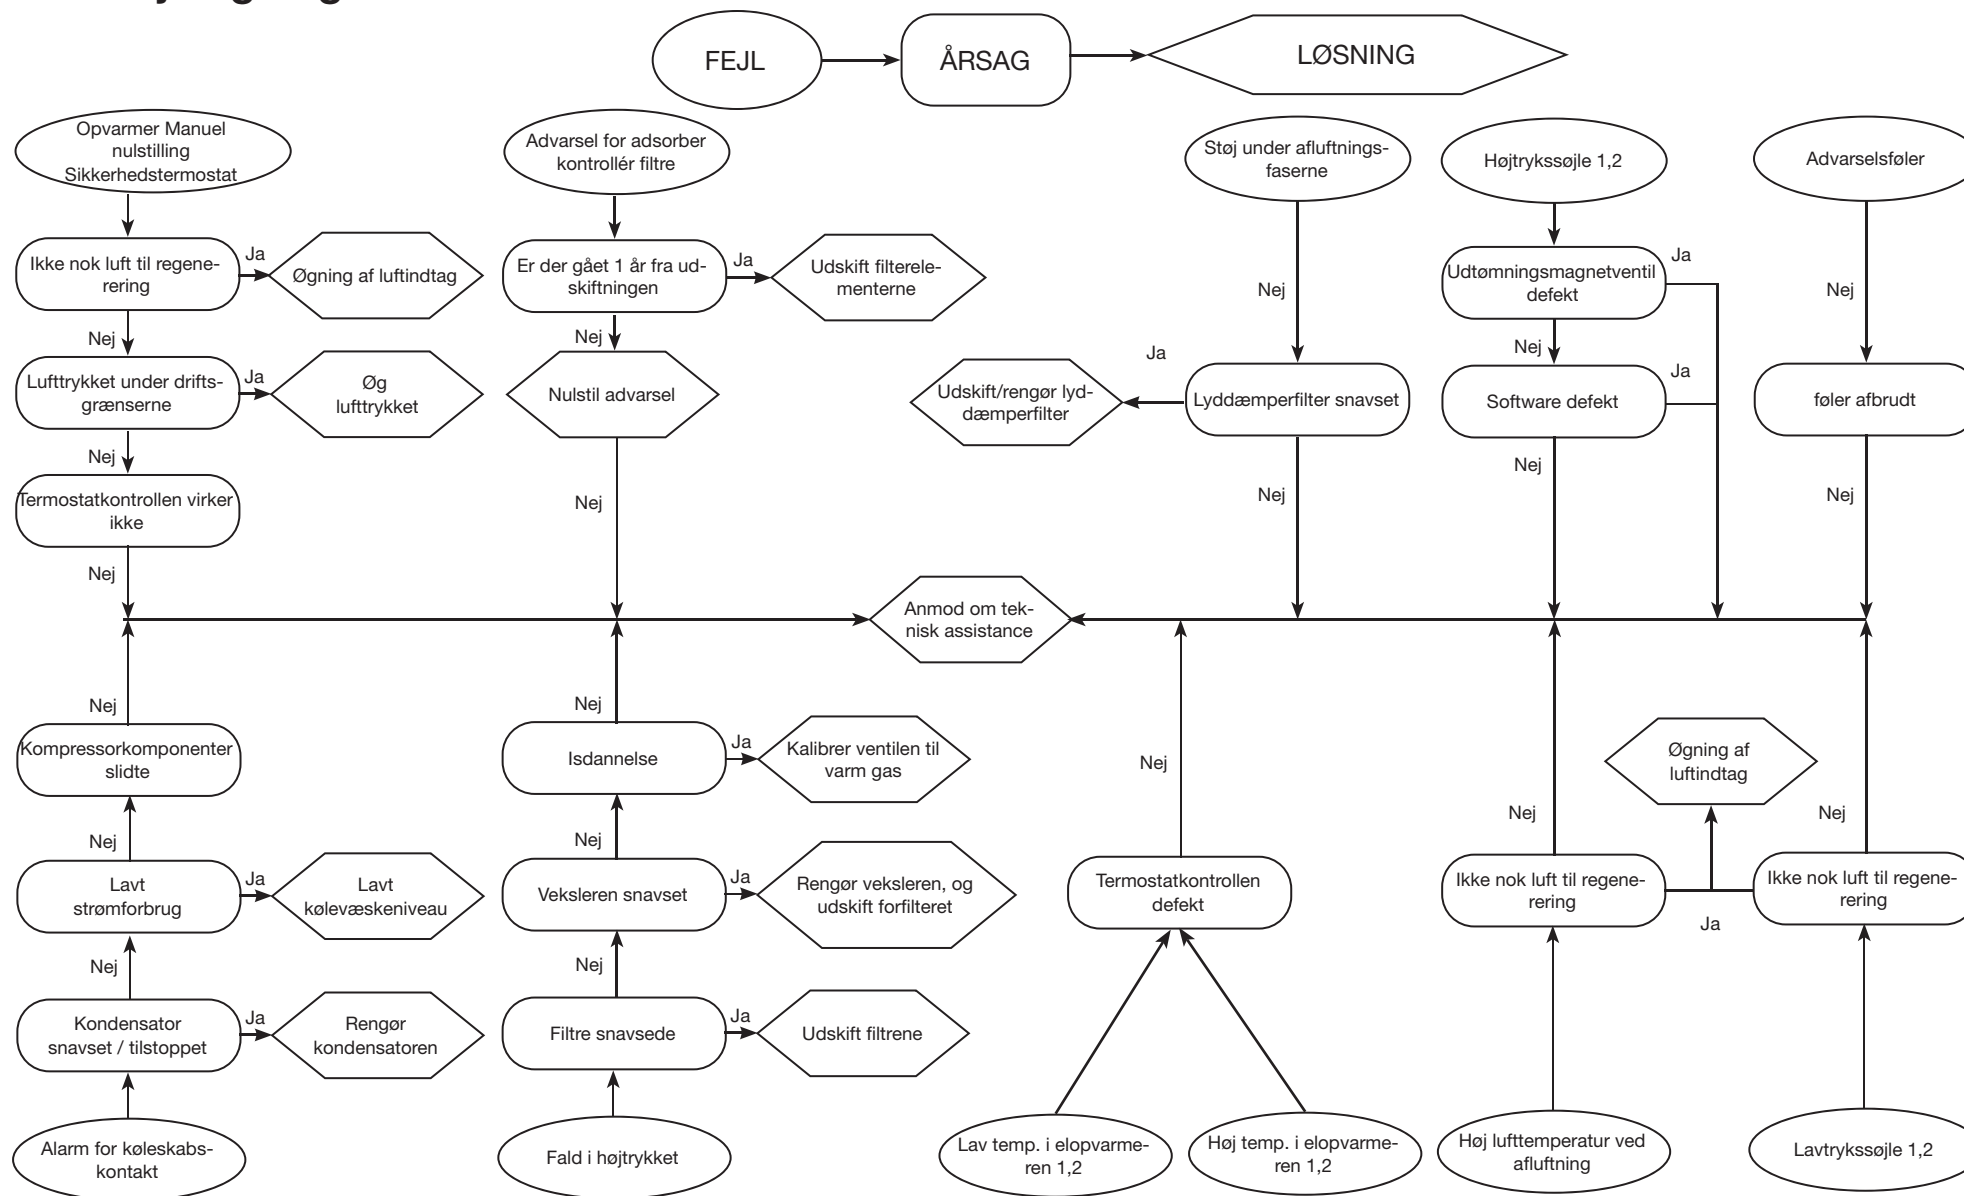 FEJL
ÅRSAG
LØSNING
Opvarmer Manuel
nulstilling
Sikkerhedstermostat
Advarsel for adsorber
kontrollér filtre
Støj under afluftnings-
faserne
Højtrykssøjle 1,2
Advarselsføler
Ikke nok luft til regene-
rering
Ja
Øgning af luftindtag
Er der gået 1 år fra ud-
skiftningen
Ja
Udskift filterele-
menterne
Nej
Udtømningsmagnetventil
defekt
Ja
Nej
Nej
Nej
Nej
Lufttrykket under drifts-
grænserne
Ja
Øg
lufttrykket
Nulstil advarsel
Udskift/rengør lyd-
dæmperfilter
Ja
Lyddæmperfilter snavset
Software defekt
Ja
føler afbrudt
Nej
Nej
Nej
Nej
Nej
Termostatkontrollen virker
ikke
Nej
Anmod om tek-
nisk assistance
Nej
Nej
Nej
Nej
Nej
Kompressorkomponenter
slidte
Isdannelse
Ja
Kalibrer ventilen til
varm gas
Øgning af
luftindtag
Nej
Nej
Lavt
strømforbrug
Ja
Lavt
kølevæskeniveau
Veksleren snavset
Ja
Rengør veksleren, og
udskift forfilteret
Termostatkontrollen
defekt
Ikke nok luft til regene-
rering
Ja
Ikke nok luft til regene-
rering
Nej
Nej
Kondensator
snavset / tilstoppet
Ja
Rengør
kondensatoren
Filtre snavsede
Ja
Udskift filtrene
Alarm for køleskabs-
kontakt
Fald i højtrykket
Lav temp. i elopvarme-
ren 1,2
Høj temp. i elopvarme-
ren 1,2
Høj lufttemperatur ved
afluftning
Lavtrykssøjle 1,2